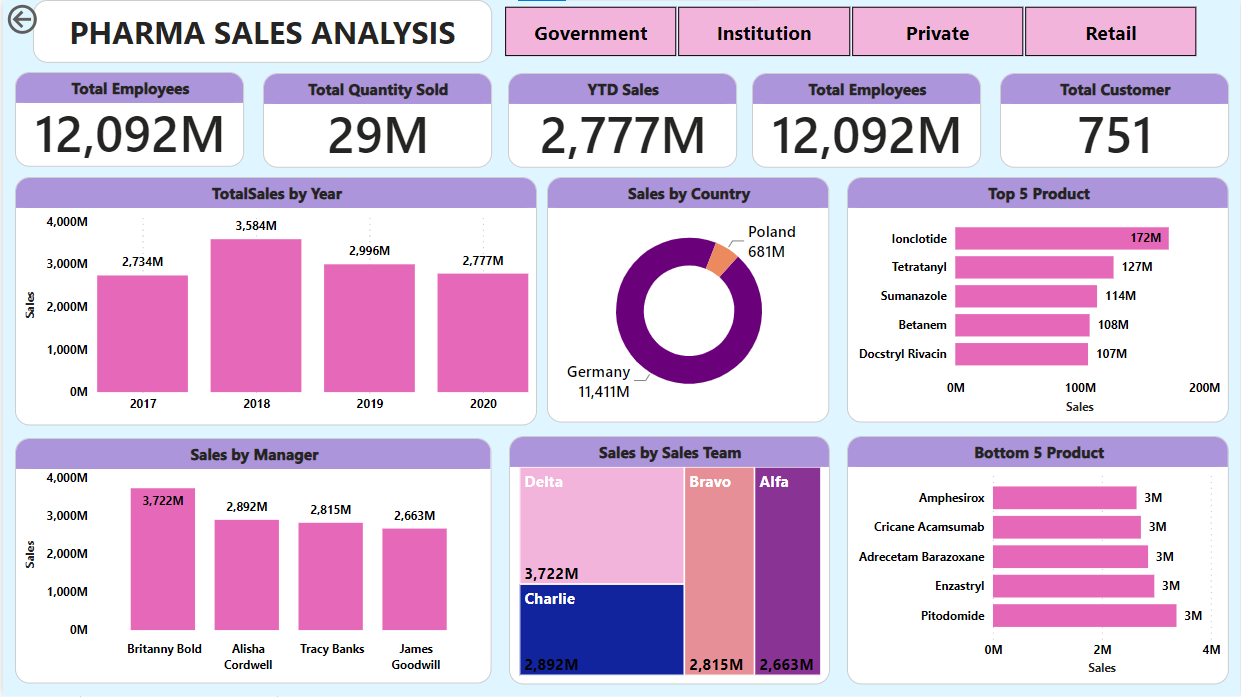 PHARMA SALES ANALYSIS
Government
Institution
Private
Retail
Total Employees
12,092M
Total Quantity Sold
29M
YTD Sales
2,777M
Total Employees
12,092M
Total Customer
751
TotalSales by Year
4,000M
3,000M
2,000M
1,000M
0M
Sales
2,734M
3,584M
2,996M
2,777M
2017
2018
2019
2020
Sales by Country
Poland
681M
Germany
11,411M
Top 5 Product
Ionclotide
172M
Tetratanyl
127M
Sumanazole
114M
Betanem
108M
Docstryl Rivacin
107M
0M
100M
200M
Sales
Sales by Manager
4,000M
3,000M
2,000M
1,000M
0M
Sales
3,722M
2,892M
2,815M
2,663M
Britanny Bold
Alisha
Cordwell
Tracy Banks
James
Goodwill
Sales by Sales Team
Delta
3,722M
Charlie
2,892M
Bravo
2,815M
Alfa
2,663M
Bottom 5 Product
Amphesirox
3M
Cricane Acamsumab
3M
Adrecetam Barazoxane
3M
Enzastryl
3M
Pitodomide
3M
0M
2M
4M
Sales